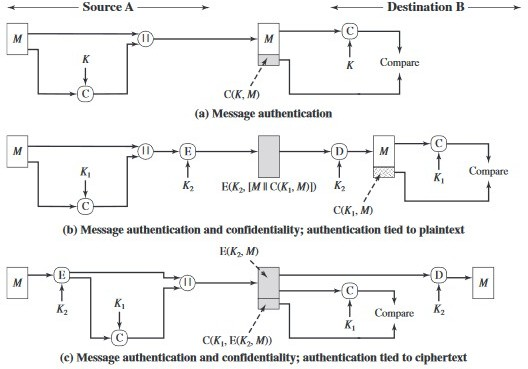 Source A
Destination B
M
||
M
C
K
C
K
Compare
C(K, M)
(a) Message authentication
M
||
E
D
M
C
K1
K2
E(K2, [M || C(K1, M)])
K2
K1
Compare
C
C(K1, M)
(b) Message authentication and confidentiality; authentication tied to plaintext
E(K2, M)
M
E
||
D
M
K2
K1
C
K1
Compare
K2
C
C(K1, E(K2, M))
(c) Message authentication and confidentiality; authentication tied to ciphertext